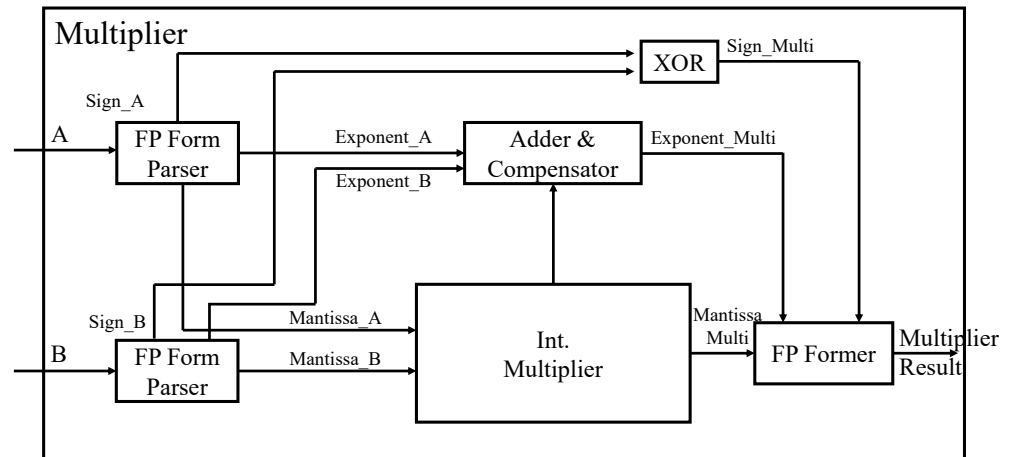 Multiplier
Sign_Multi
XOR
Sign_A
A
FP Form
Parser
Exponent_A
Exponent_B
Adder &
Compensator
Exponent_Multi
Sign_B
B
FP Form
Parser
Mantissa_A
Mantissa_B
Int.
Multiplier
Mantissa
Multi
FP Former
Multiplier
Result